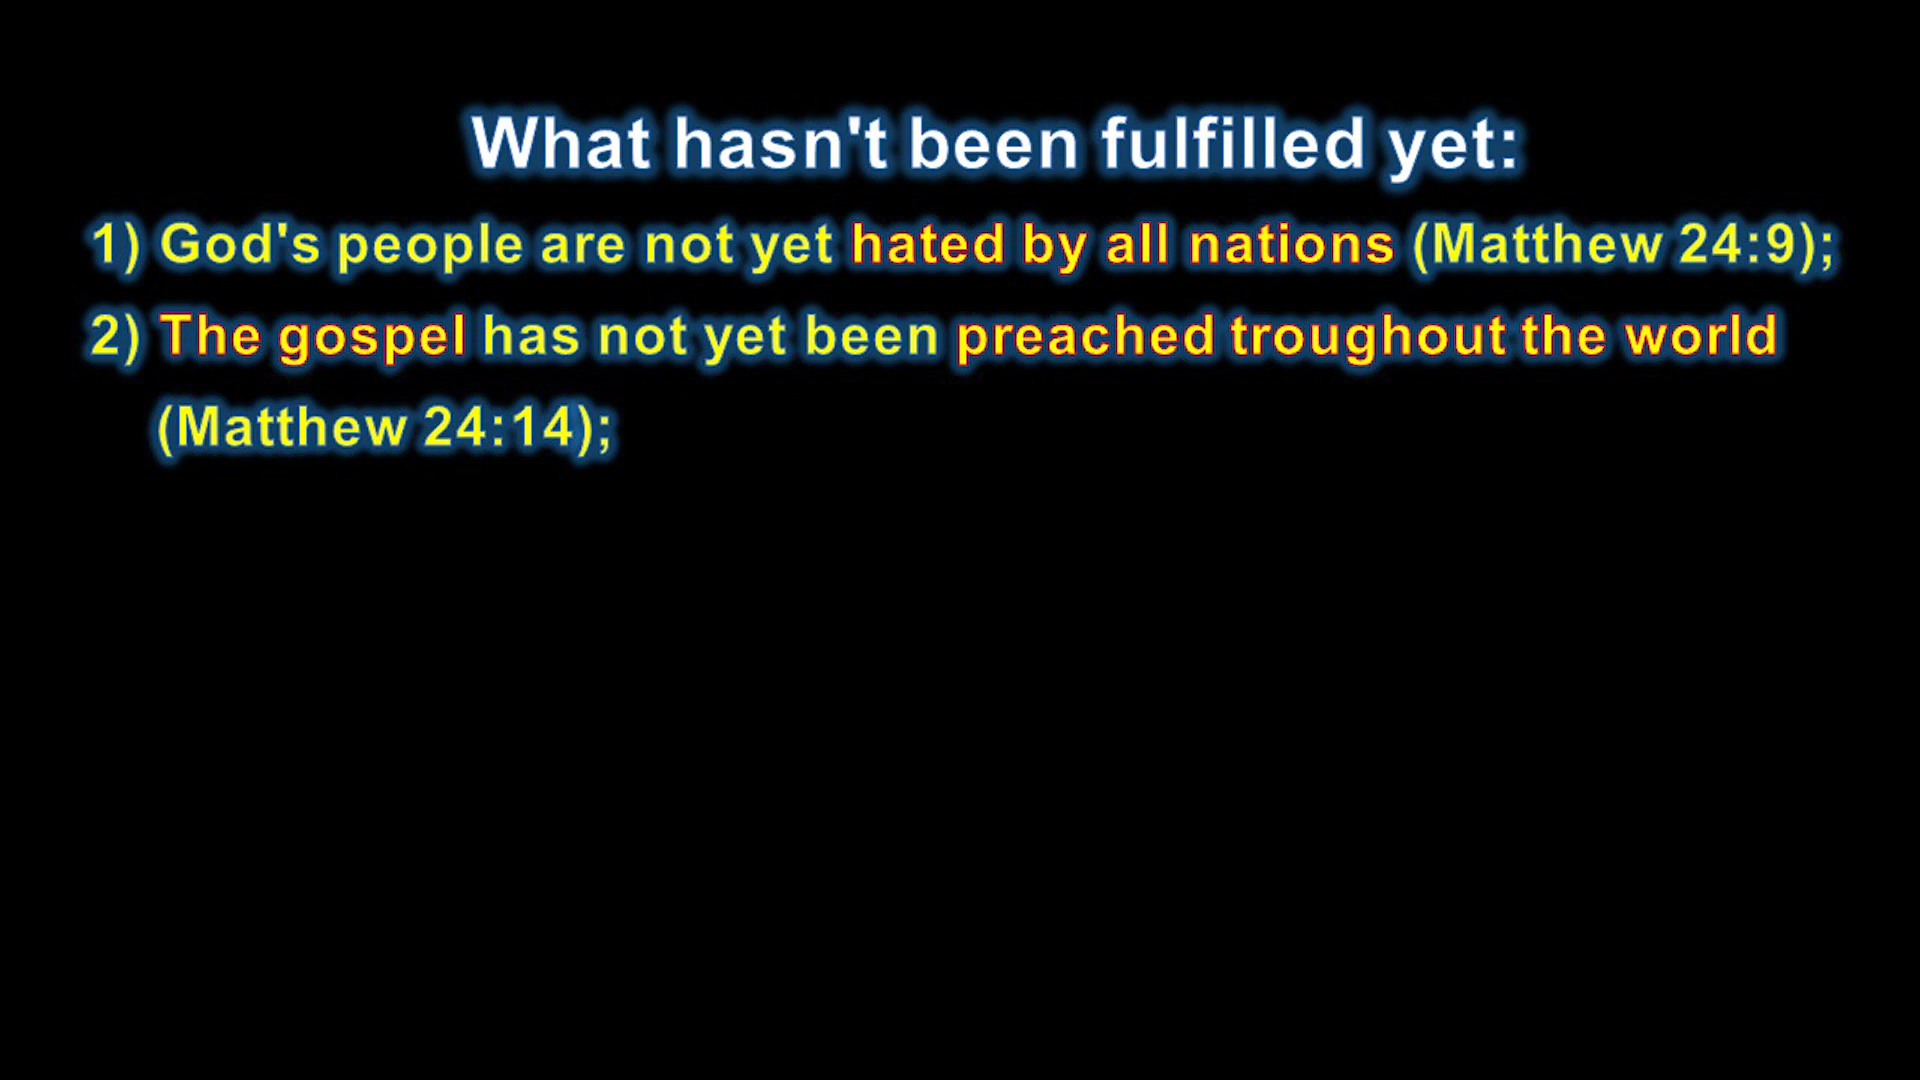 What hasn't been fulfilled yet:
1) God's people are not yet hated by all nations (Matthew 24:9);
2) The gospel has not yet been preached troughout the world
(Matthew 24:14);